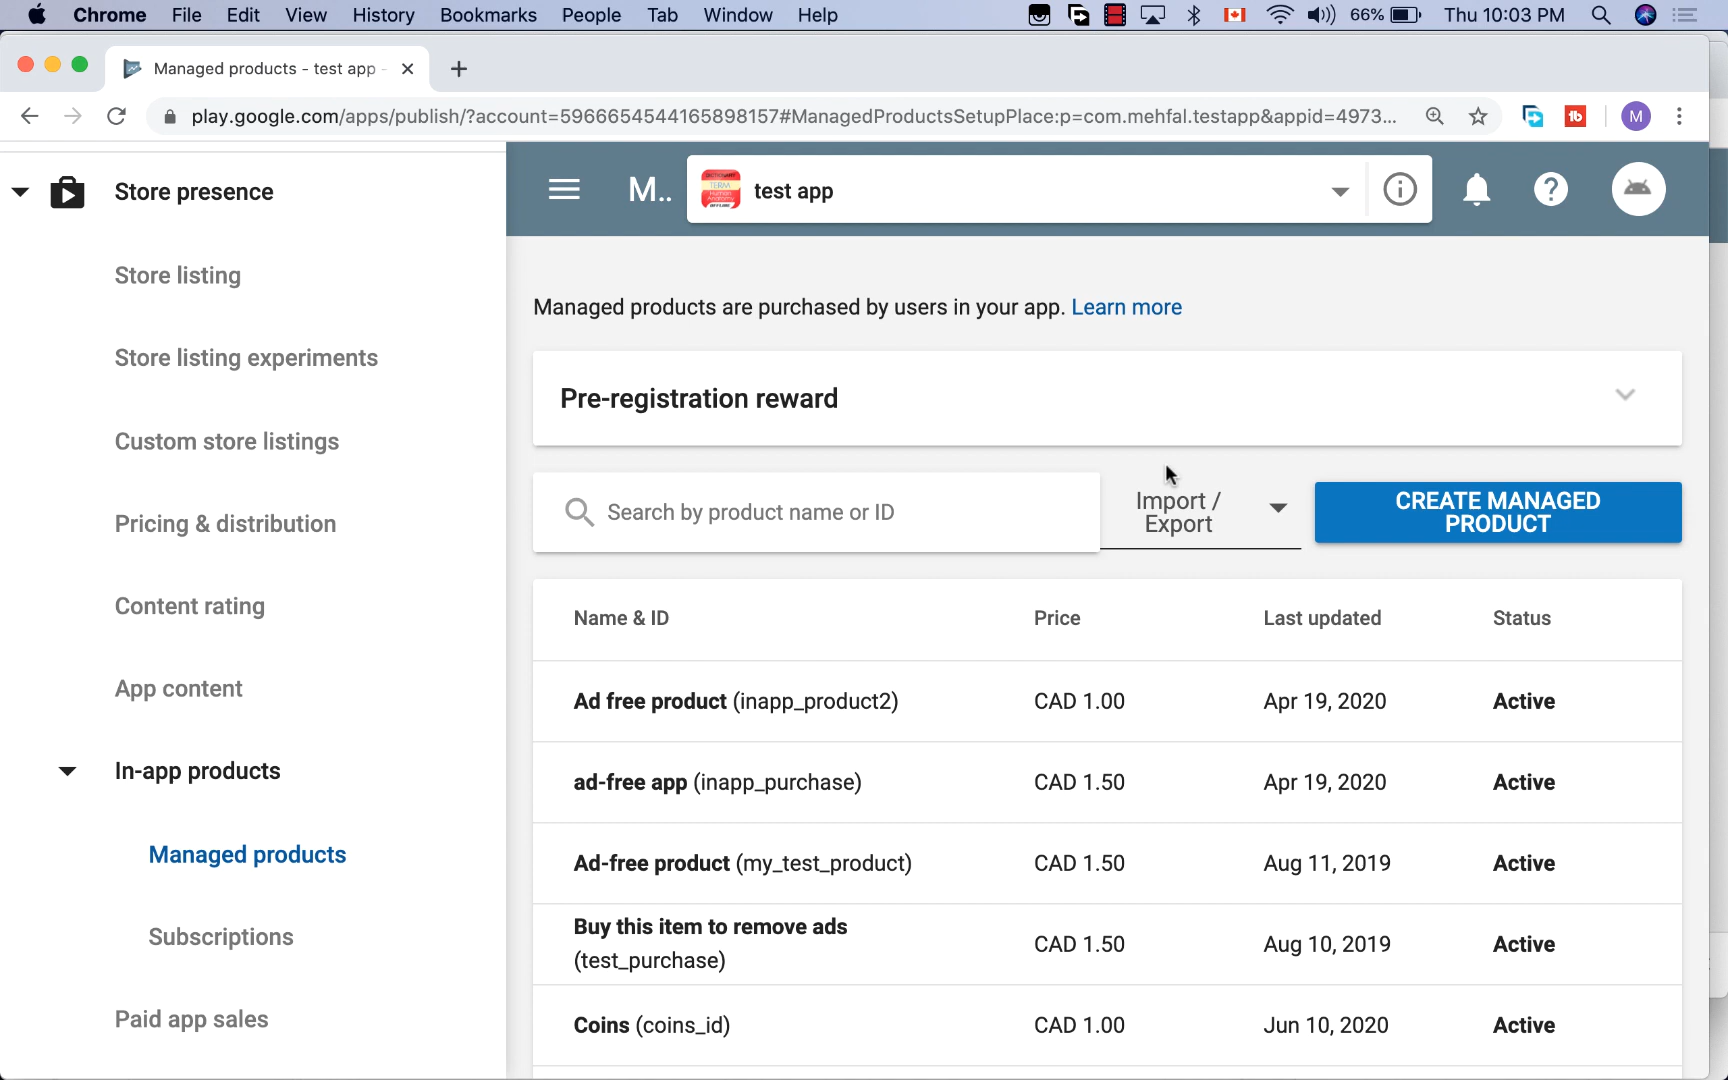 Chrome File Edit View History Bookmarks People Tab Window Help 66% Thu 10:03 PM
Managed products - test app -
play.google.com/apps/publish/?account=5966654544165898157#ManagedProductsSetupPlace:p=com.mehfal.testapp&appid=4973... M
Store presence
Store listing
Store listing experiments
Custom store listings
Pricing & distribution
Content rating
App content
In-app products
Managed products
Subscriptions
Paid app sales
M.. test app
Managed products are purchased by users in your app. Learn more
Pre-registration reward
Search by product name or ID
Import /
Export
CREATE MANAGED
PRODUCT
Name & ID Price Last updated Status
Ad free product (inapp_product2) CAD 1.00 Apr 19, 2020 Active
ad-free app (inapp_purchase) CAD 1.50 Apr 19, 2020 Active
Ad-free product (my_test_product) CAD 1.50 Aug 11, 2019 Active
Buy this item to remove ads
(test_purchase) CAD 1.50 Aug 10, 2019 Active
Coins (coins_id) CAD 1.00 Jun 10, 2020 Active